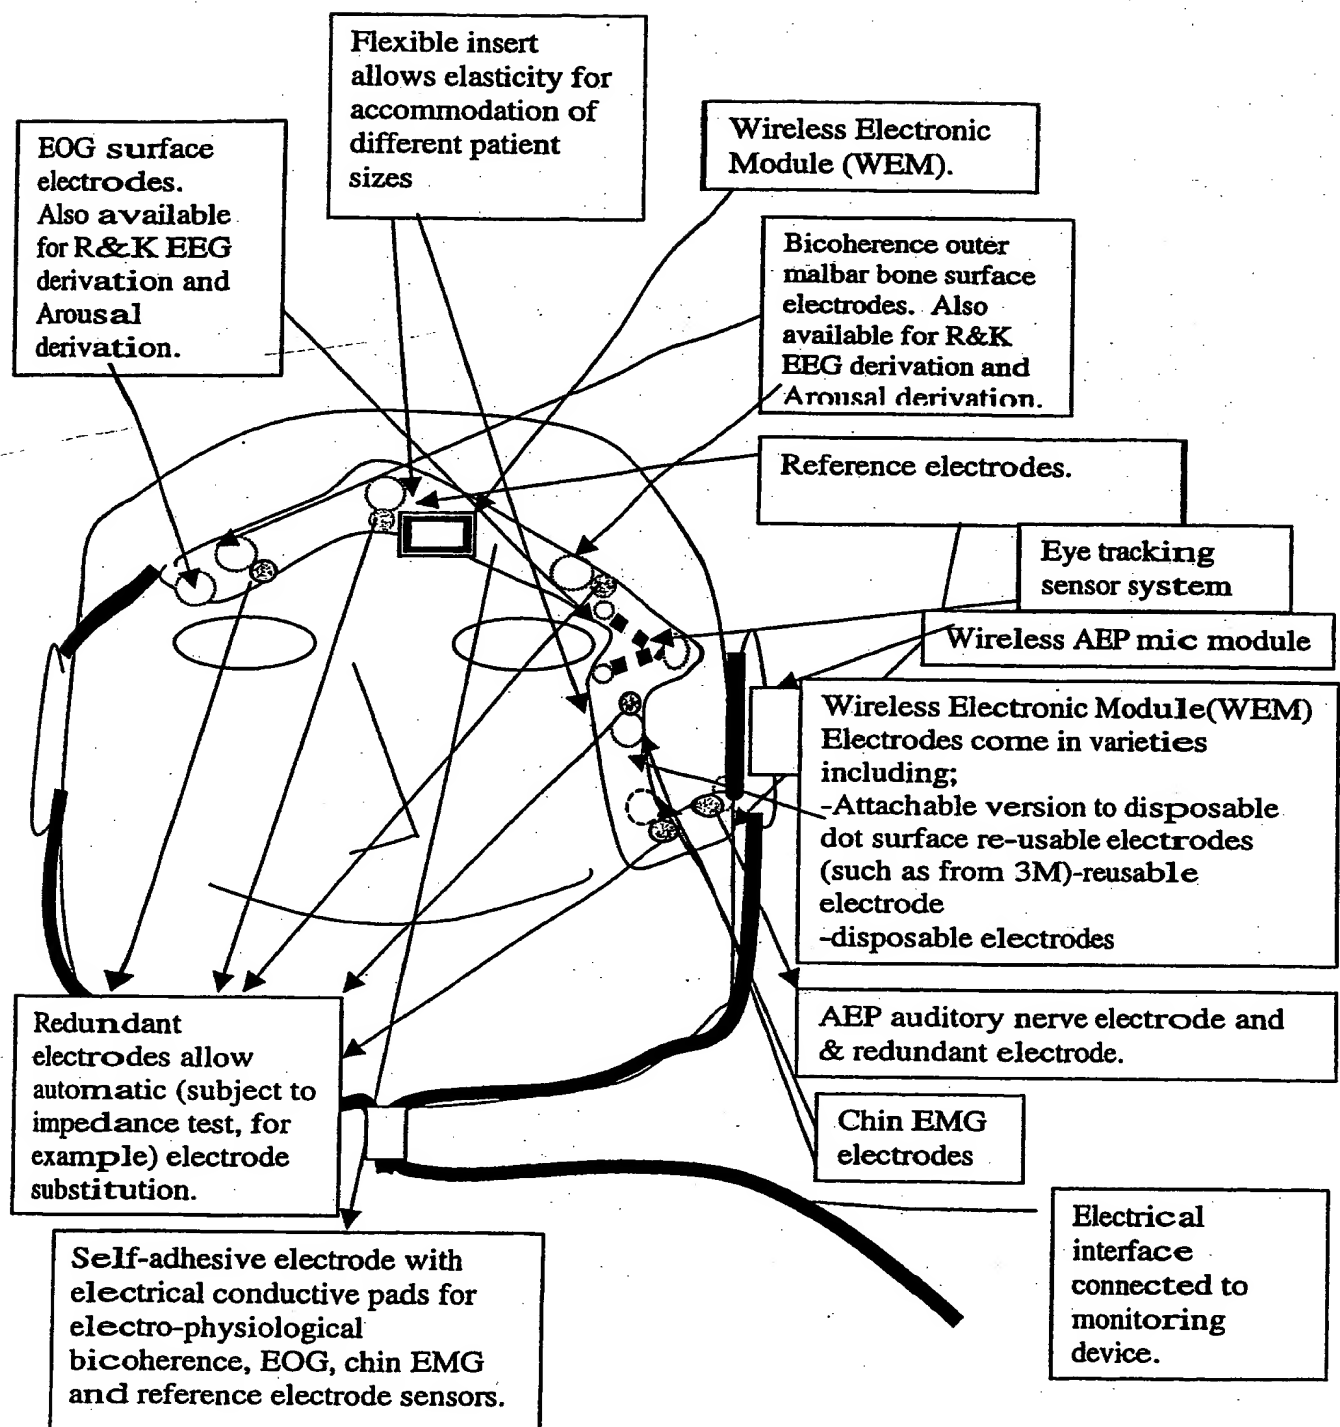 Flexible insert
allows elasticity for
accommodation of
different patient
sizes
EOG surface
electrodes.
Also available
for R&K EEG
derivation and
Arousal
derivation.
Wireless Electronic
Module (WEM).
Bicoherence outer
malbar bone surface
electrodes. Also
available for R&K
EEG derivation and
Arousal derivation.
Reference electrodes.
Eye tracking
sensor system
Wireless AEP mic module
Wireless Electronic Module(WEM)
Electrodes come in varieties
including;
-Attachable version to disposable
dot surface re-usable electrodes
(such as from 3M)-reusable
electrode
-disposable electrodes
AEP auditory nerve electrode and
& redundant electrode.
Chin EMG
electrodes
Redundant
electrodes allow
automatic (subject to
impedance test, for
example) electrode
substitution.
Self-adhesive electrode with
electrical conductive pads for
electro-physiological
bicoherence, EOG, chin EMG
and reference electrode sensors.
Electrical
interface
connected to
monitoring
device.